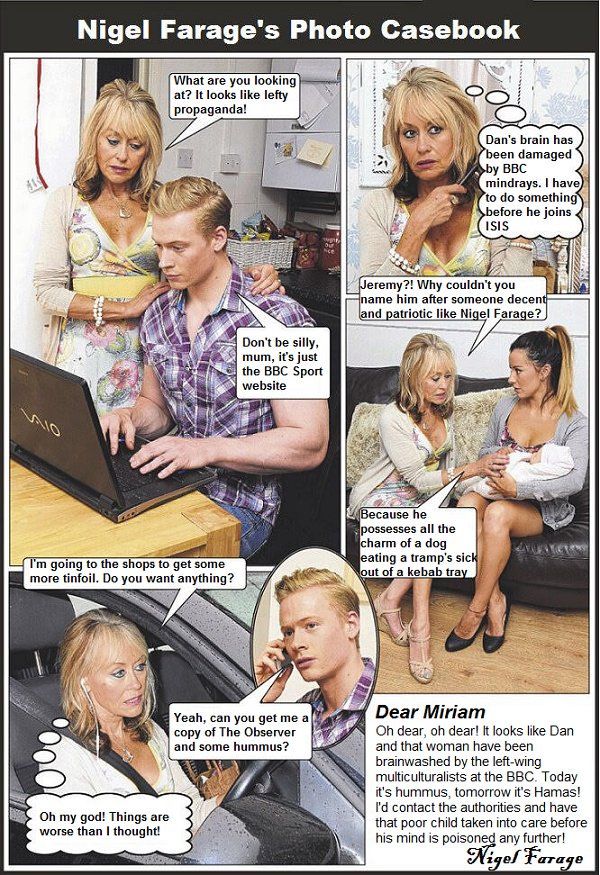 Nigel Farage's Photo Casebook
What are you looking
at? It looks like lefty
propaganda!
Don't be silly,
mum, it's just
the BBC Sport
website
VAIO
Dan's brain has
been damaged
by BBC
mindrays. I have
to do something
before he joins
ISIS
Jeremy?! Why couldn't you
name him after someone decent
and patriotic like Nigel Farage?
Because he
possesses all the
charm of a dog
eating a tramp's sick
out of a kebab tray
I'm going to the shops to get some
more tinfoil. Do you want anything?
Yeah, can you get me a
copy of The Observer
and some hummus?
Oh my god! Things are
worse than I thought!
Dear Miriam
Oh dear, oh dear! It looks like Dan
and that woman have been
brainwashed by the left-wing
multiculturalists at the BBC. Today
it's hummus, tomorrow it's Hamas!
I'd contact the authorities and have
that poor child taken into care before
his mind is poisoned any further!
Nigel Farage